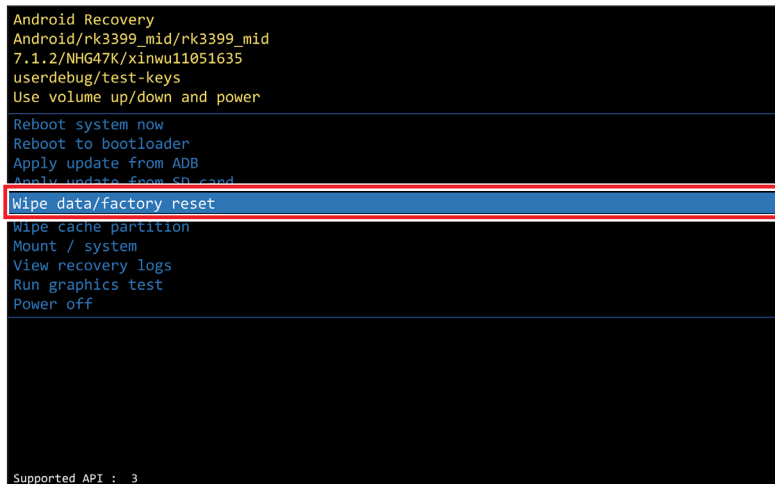 Android Recovery
Android/rk3399_mid/rk3399_mid
7.1.2/NHG47K/xinwu11051635
userdebug/test-keys
Use volume up/down and power
Reboot system now
Reboot to bootloader
Apply update from ADB
Apply update from SD card
Wipe data/factory reset
Wipe cache partition
Mount / system
View recovery logs
Run graphics test
Power off
Supported API : 3